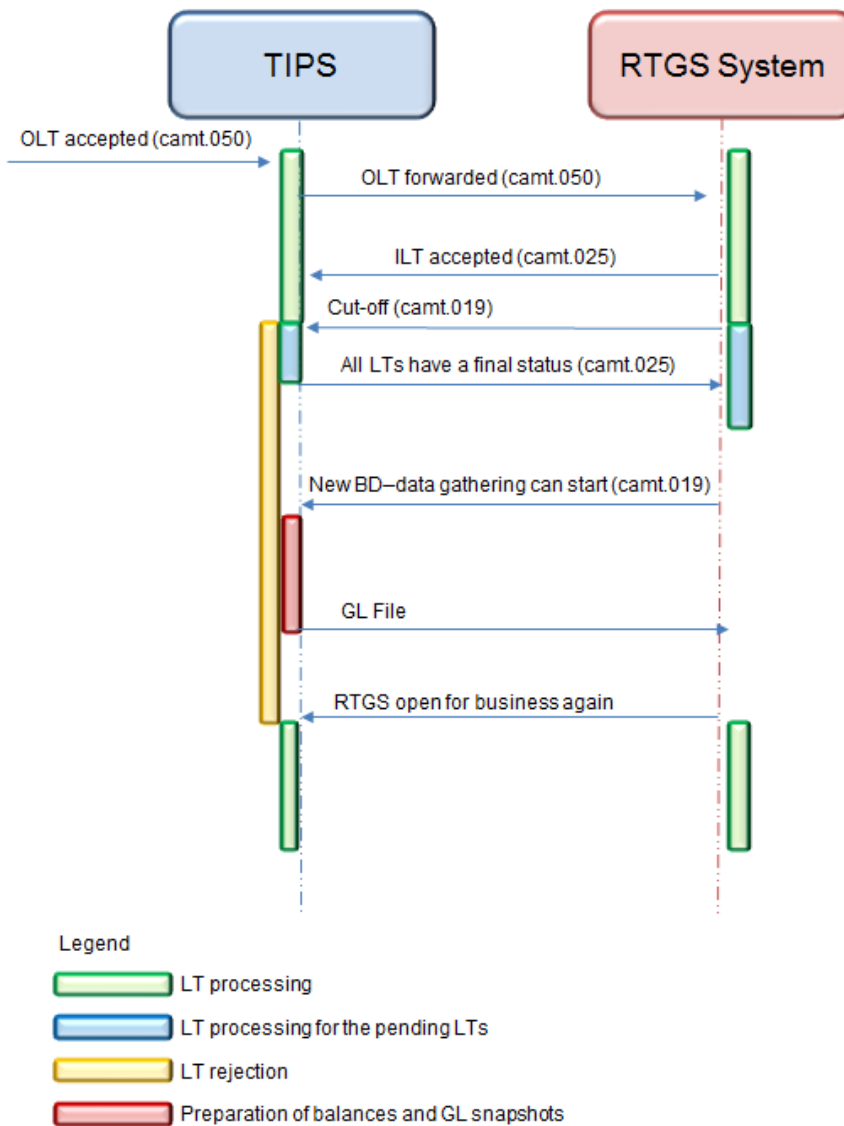 TIPS
RTGS System
OLT accepted (camt.050)
OLT forwarded (camt.050)
ILT accepted (camt.025)
Cut-off (camt.019)
All LTs have a final status (camt.025)
New BD–data gathering can start (camt.019)
GL File
RTGS open for business again
Legend
LT processing
LT processing for the pending LTs
LT rejection
Preparation of balances and GL snapshots